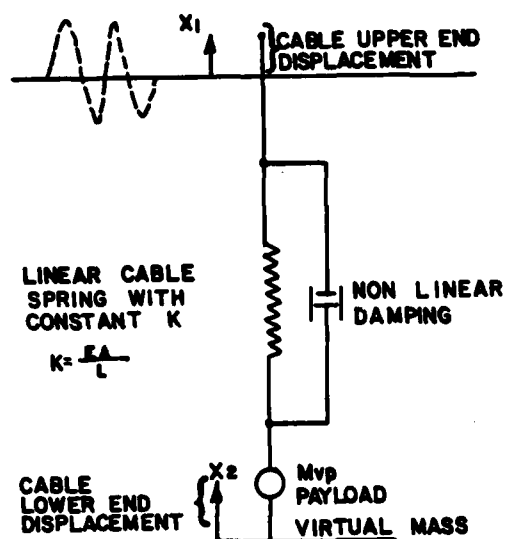 X1
CABLE UPPER END
DISPLACEMENT
LINEAR CABLE
SPRING WITH
CONSTANT K
K= EA/L
NON LINEAR
DAMPING
X2
CABLE
LOWER END
DISPLACEMENT
Mvp
PAYLOAD
VIRTUAL MASS